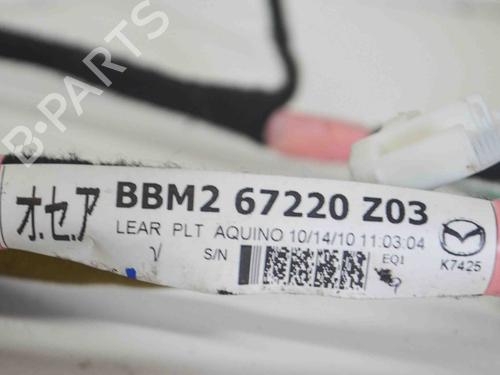 B-PARTS
オ.セ.ア
BBM2 67220 Z03
LEAR PLT AQUINO 10/14/10 11:03:04
S/N
EQ1
K7425